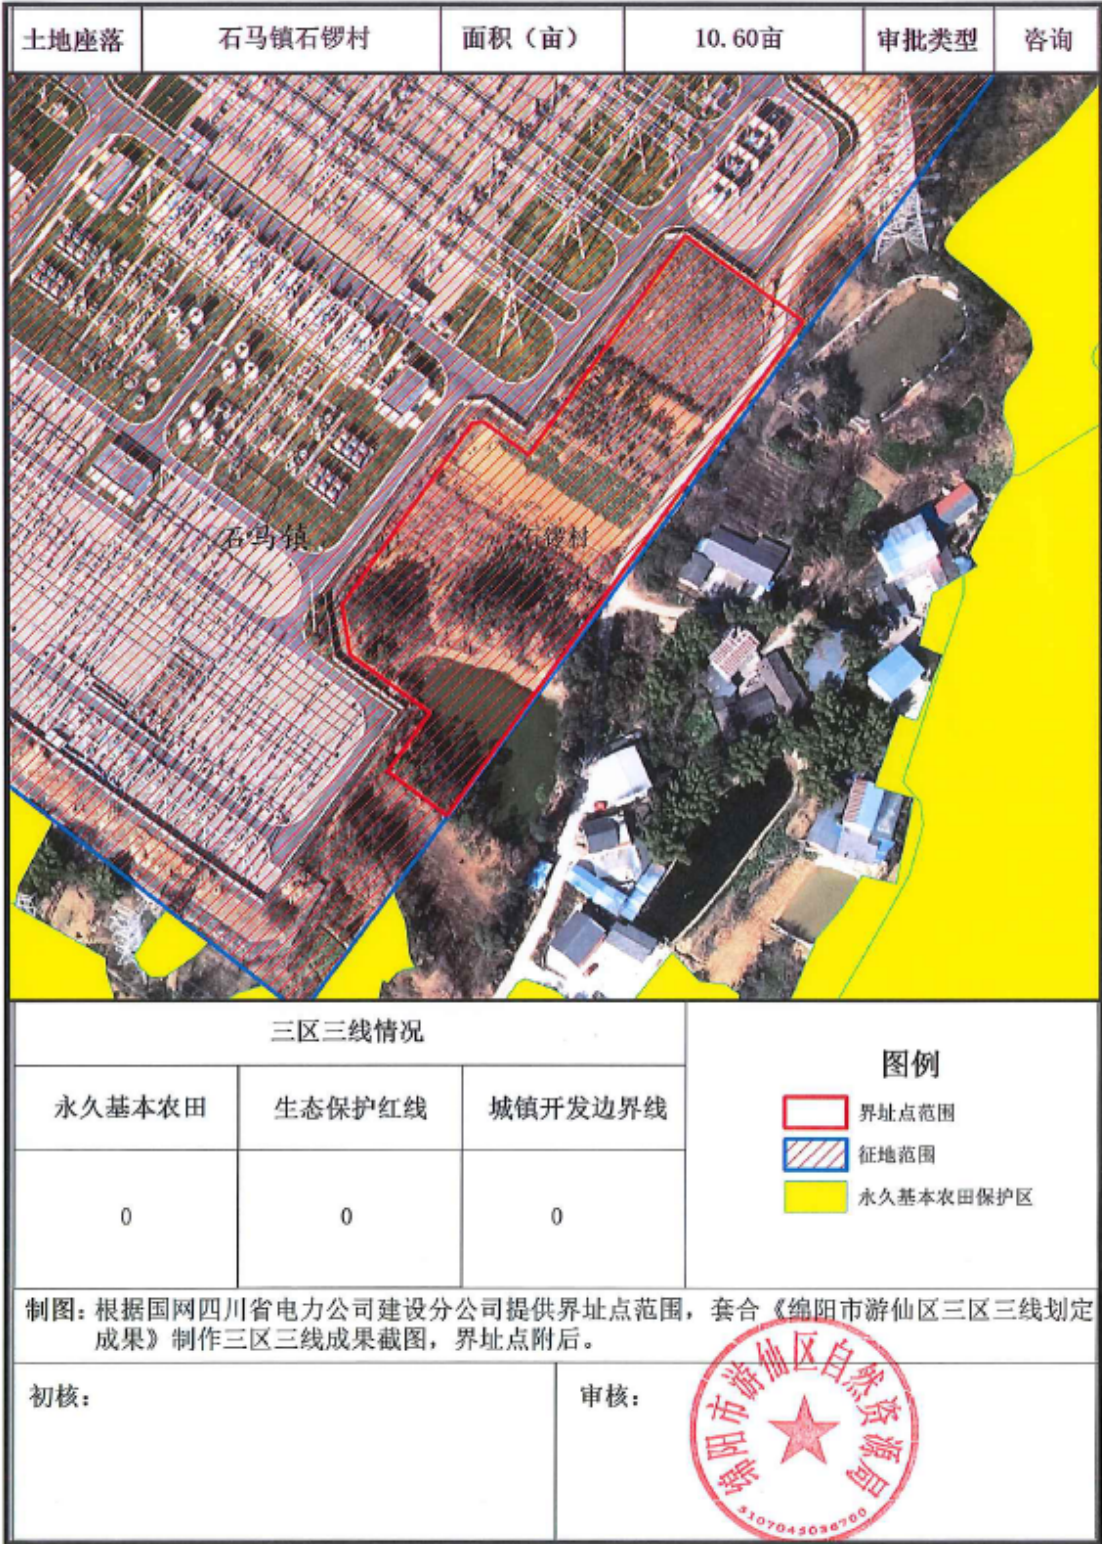 土地座落 石马镇石锣村 面积（亩） 10.60亩 审批类型 咨询
石马镇
石锣村
三区三线情况
永久基本农田 生态保护红线 城镇开发边界线
0 0 0
图例
界址点范围
征地范围
永久基本农田保护区
制图：根据国网四川省电力公司建设分公司提供界址点范围，套合《绵阳市游仙区三区三线划定
成果》制作三区三线成果截图，界址点附后。
初核：
审核：
绵阳市游仙区自然资源局
5107045036700